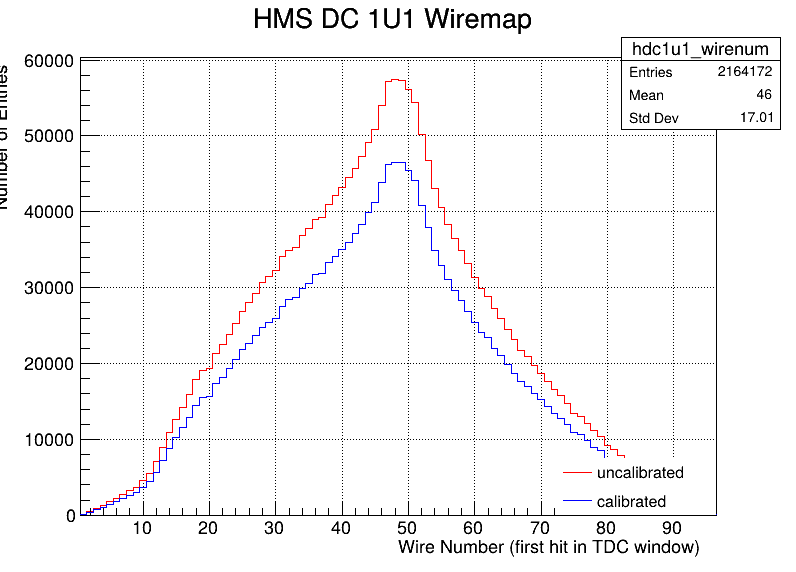 HMS DC 1U1 Wiremap
hdc1u1_wirenum
Entries 2164172
Mean 46
Std Dev 17.01
Number of Entries
60000
50000
40000
30000
20000
10000
0
10 20 30 40 50 60 70 80 90
Wire Number (first hit in TDC window)
uncalibrated
calibrated